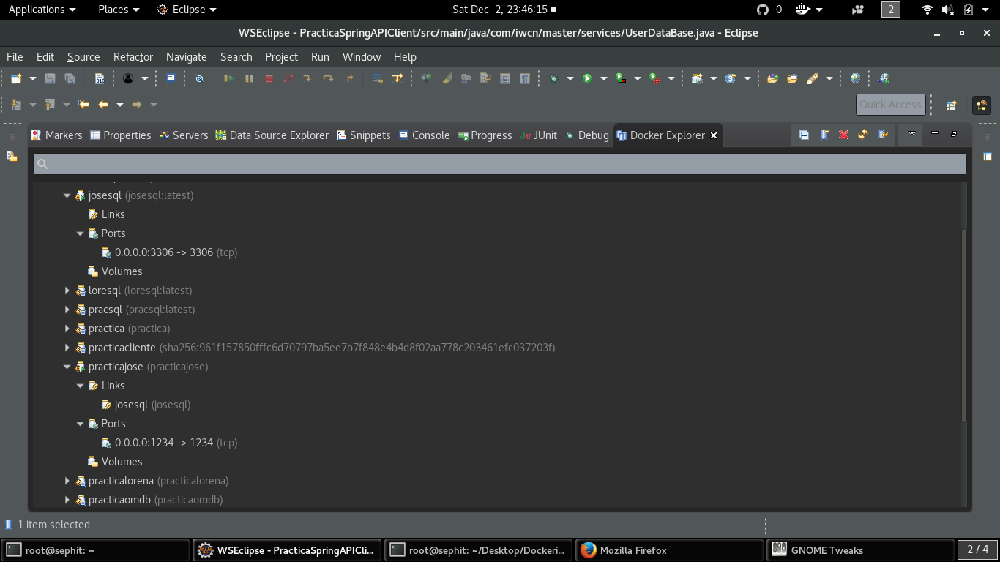 Applications Places Eclipse Sat Dec 2, 23:46:15 0 2
WSEclipse - PracticaSpringAPIClient/src/main/java/com/iwcn/master/services/UserDataBase.java - Eclipse
File Edit Source Refactor Navigate Search Project Run Window Help
Quick Access
Markers Properties Servers Data Source Explorer Snippets Console Progress JUnit Debug Docker Explorer
josesql (josesql:latest)
Links
Ports
0.0.0.0:3306 -> 3306 (tcp)
Volumes
loresql (loresql:latest)
pracsql (pracsql:latest)
practica (practica)
practicacliente (sha256:961f157850fffc6d70797ba5ee7b7f848e4b4d8f02aa778c203461efc037203f)
practicajose (practicajose)
Links
josesql (josesql)
Ports
0.0.0.0:1234 -> 1234 (tcp)
Volumes
practicalorena (practicalorena)
practicaomdb (practicaomdb)
1 item selected
root@sephit: ~ WSEclipse - PracticaSpringAPICli... root@sephit: ~/Desktop/Dockeri... Mozilla Firefox GNOME Tweaks 2 / 4